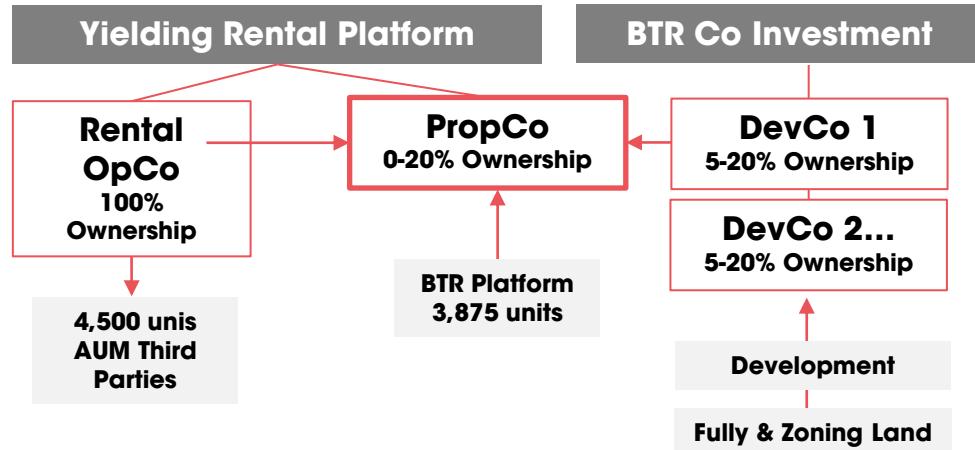 Yielding Rental Platform
BTR Co Investment
Rental
OpCo
100%
Ownership
PropCo
0-20% Ownership
DevCo 1
5-20% Ownership
DevCo 2...
5-20% Ownership
4,500 unis
AUM Third
Parties
BTR Platform
3,875 units
Development
Fully & Zoning Land